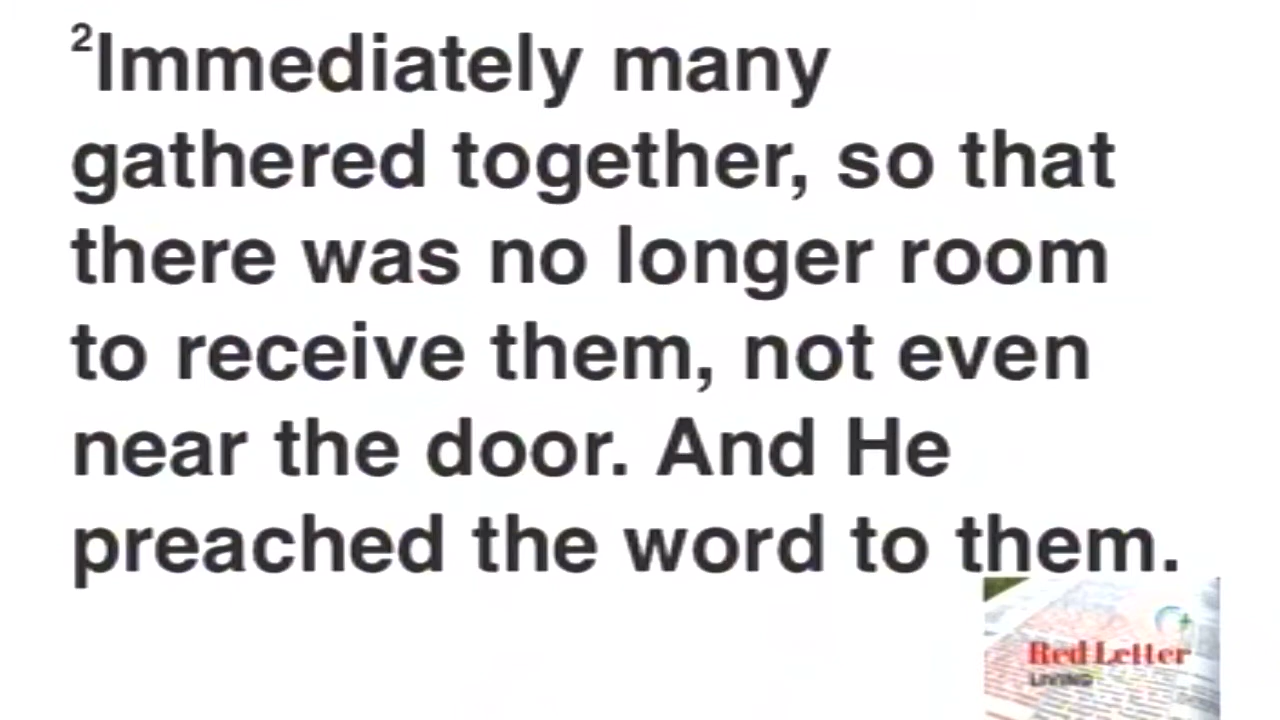 ²Immediately many
gathered together, so that
there was no longer room
to receive them, not even
near the door. And He
preached the word to them.
Red Letter
LIVING